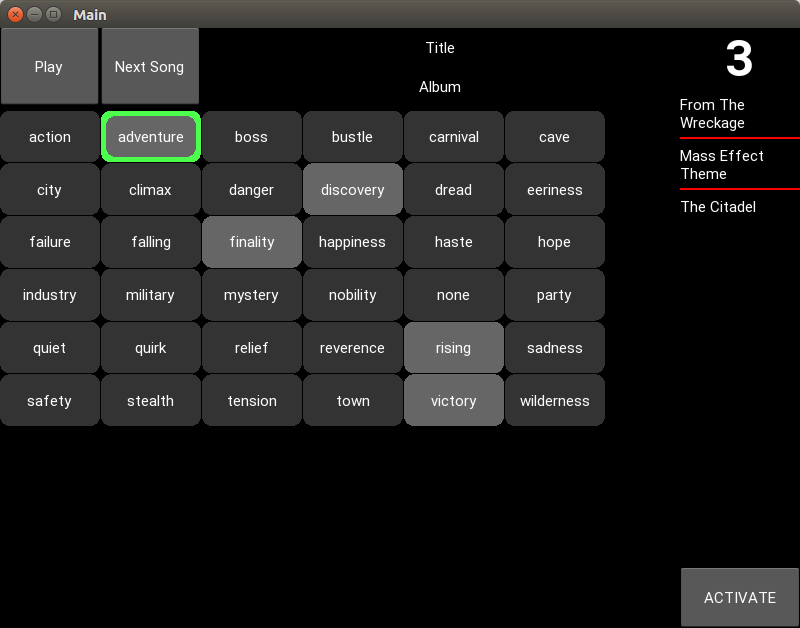 Main
Play
Next Song
Title
Album
3
From The
Wreckage
Mass Effect
Theme
The Citadel
action adventure boss bustle carnival cave
city climax danger discovery dread eeriness
failure falling finality happiness haste hope
industry military mystery nobility none party
quiet quirk relief reverence rising sadness
safety stealth tension town victory wilderness
ACTIVATE